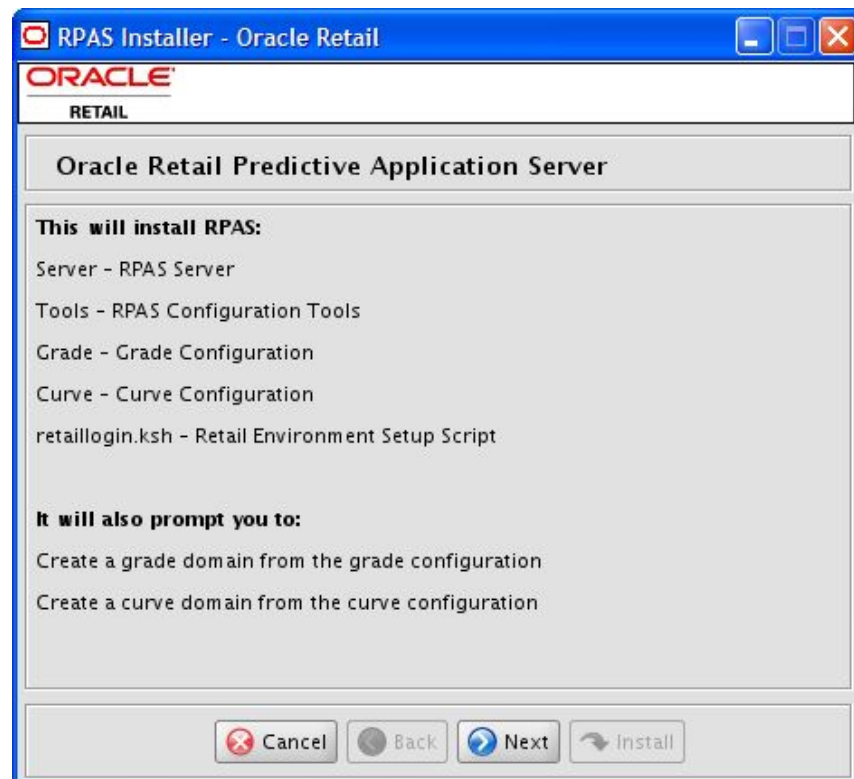 RPAS Installer - Oracle Retail
ORACLE
RETAIL
Oracle Retail Predictive Application Server
This will install RPAS:
Server - RPAS Server
Tools - RPAS Configuration Tools
Grade - Grade Configuration
Curve - Curve Configuration
retaillogin.ksh - Retail Environment Setup Script
It will also prompt you to:
Create a grade domain from the grade configuration
Create a curve domain from the curve configuration
Cancel Back Next Install